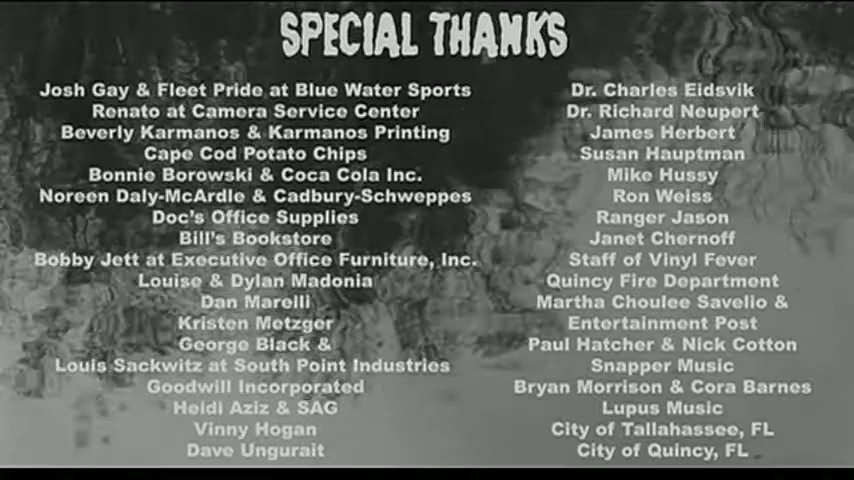 SPECIAL THANKS
Josh Gay & Fleet Pride at Blue Water Sports
Renato at Camera Service Center
Beverly Karmanos & Karmanos Printing
Cape Cod Potato Chips
Bonnie Borowski & Coca Cola Inc.
Noreen Daly-McArdle & Cadbury-Schweppes
Doc's Office Supplies
Bill's Bookstore
Bobby Jett at Executive Office Furniture, Inc.
Louise & Dylan Madonia
Dan Marelli
Kristen Metzger
George Black &
Louis Sackwitz at South Point Industries
Goodwill Incorporated
Heidi Aziz & SAG
Vinny Hogan
Dave Ungurait
Dr. Charles Eidsvik
Dr. Richard Neupert
James Herbert
Susan Hauptman
Mike Hussy
Ron Weiss
Ranger Jason
Janet Chernoff
Staff of Vinyl Fever
Quincy Fire Department
Martha Choulee Savelio &
Entertainment Post
Paul Hatcher & Nick Cotton
Snapper Music
Bryan Morrison & Cora Barnes
Lupus Music
City of Tallahassee, FL
City of Quincy, FL